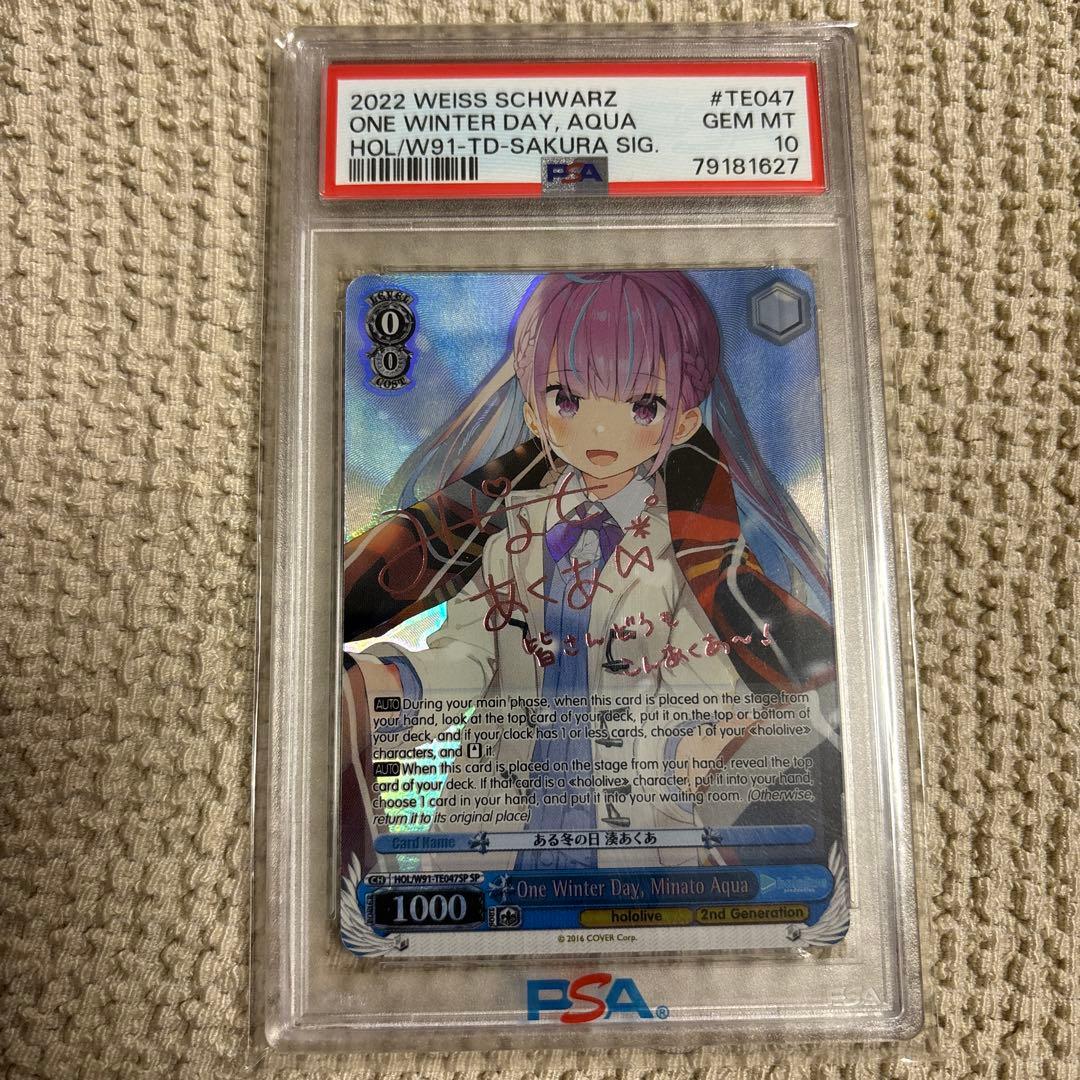 2022 WEISS SCHWARZ #TE047
ONE WINTER DAY, AQUA GEM MT
HOL/W91-TD-SAKURA SIG. 10
PSA 79181627
LEVEL
0
0
COST
みなと
あくあ
皆さんどうも
こんあくあ～！
AUTO During your main phase, when this card is placed on the stage from
your hand, look at the top card of your deck, put it on the top or bottom of
your deck, and if your clock has 1 or less cards, choose 1 of your «hololive»
characters, and it.
AUTO When this card is placed on the stage from your hand, reveal the top
card of your deck. If that card is a «hololive» character, put it into your hand,
choose 1 card in your hand, and put it into your waiting room. (Otherwise,
return it to its original place)
Card Name ある冬の日 湊あくあ
CH HOL/W91-TE047SP SP
One Winter Day, Minato Aqua
POWER 1000 SOUL
hololive 2nd Generation
© 2016 COVER Corp.
PSA®